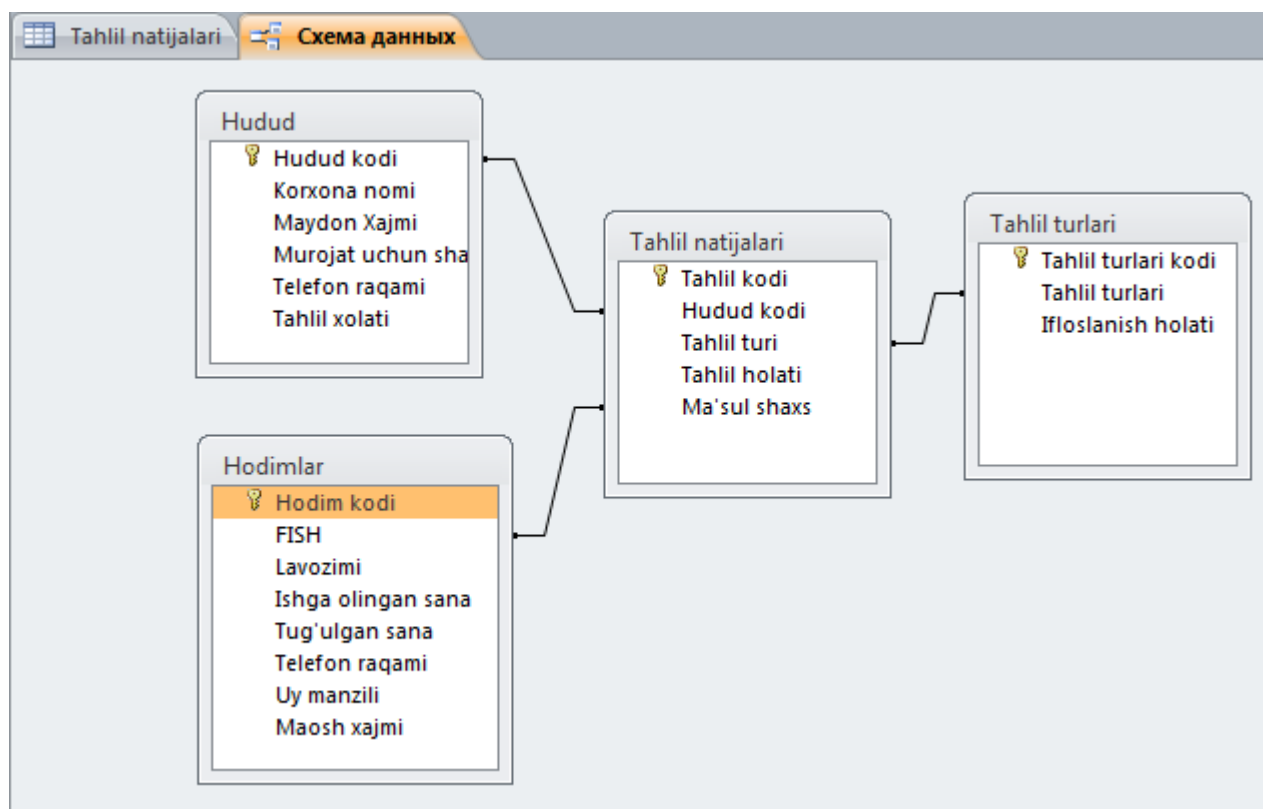 Tahlil natijalari
Схема данных
Hudud
Hudud kodi
Korxona nomi
Maydon Xajmi
Murojat uchun sha
Telefon raqami
Tahlil xolati
Hodimlar
Hodim kodi
FISH
Lavozimi
Ishga olingan sana
Tug'ulgan sana
Telefon raqami
Uy manzili
Maosh xajmi
Tahlil natijalari
Tahlil kodi
Hudud kodi
Tahlil turi
Tahlil holati
Ma'sul shaxs
Tahlil turlari
Tahlil turlari kodi
Tahlil turlari
Ifloslanish holati